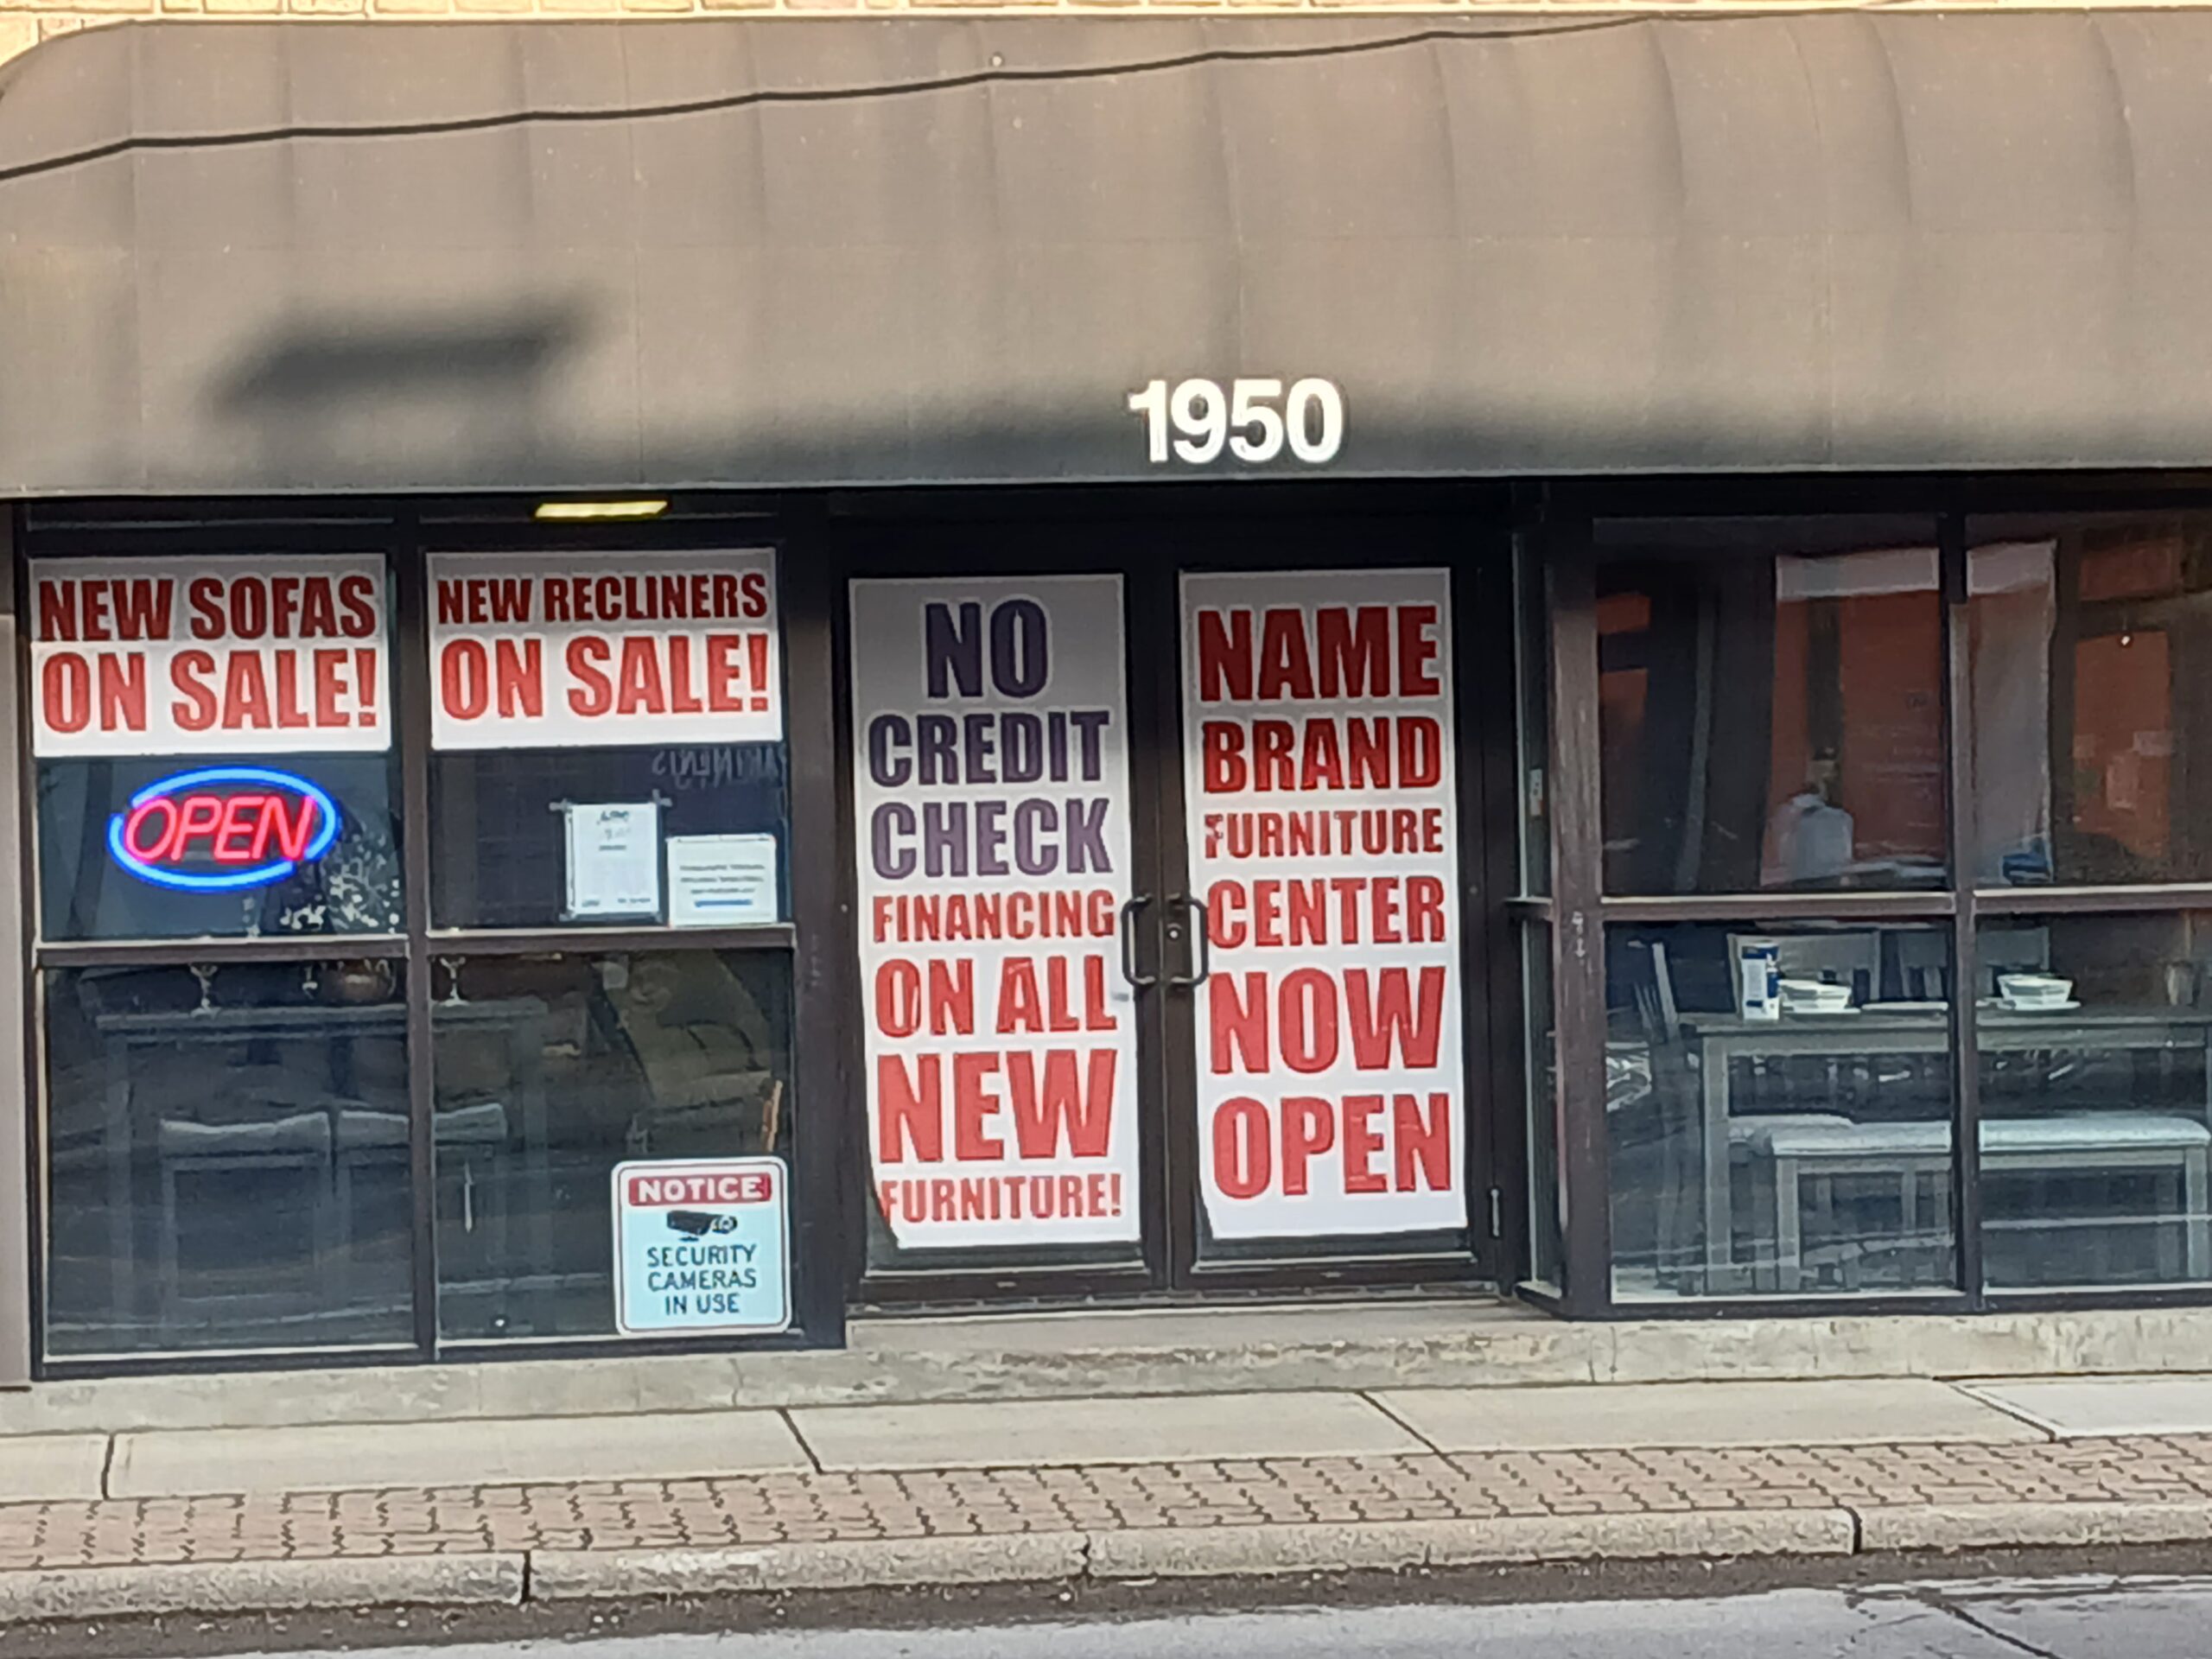 1950
NEW SOFAS
ON SALE!
NEW RECLINERS
ON SALE!
OPEN
NOTICE
SECURITY
CAMERAS
IN USE
NO
CREDIT
CHECK
FINANCING
ON ALL
NEW
FURNITURE!
NAME
BRAND
FURNITURE
CENTER
NOW
OPEN